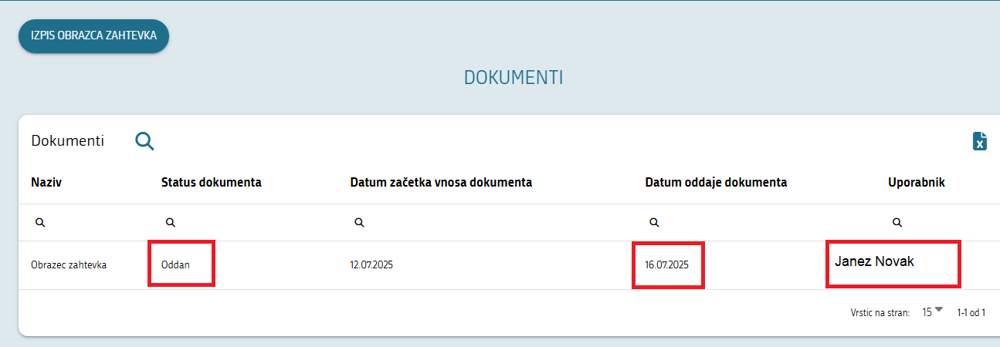 IZPIS OBRAZCA ZAHTEVKA
DOKUMENTI
Dokumenti
Naziv Status dokumenta Datum začetka vnosa dokumenta Datum oddaje dokumenta Uporabnik
Obrazec zahtevka Oddan 12.07.2025 16.07.2025 Janez Novak
Vrstic na stran: 15 1-1 od 1